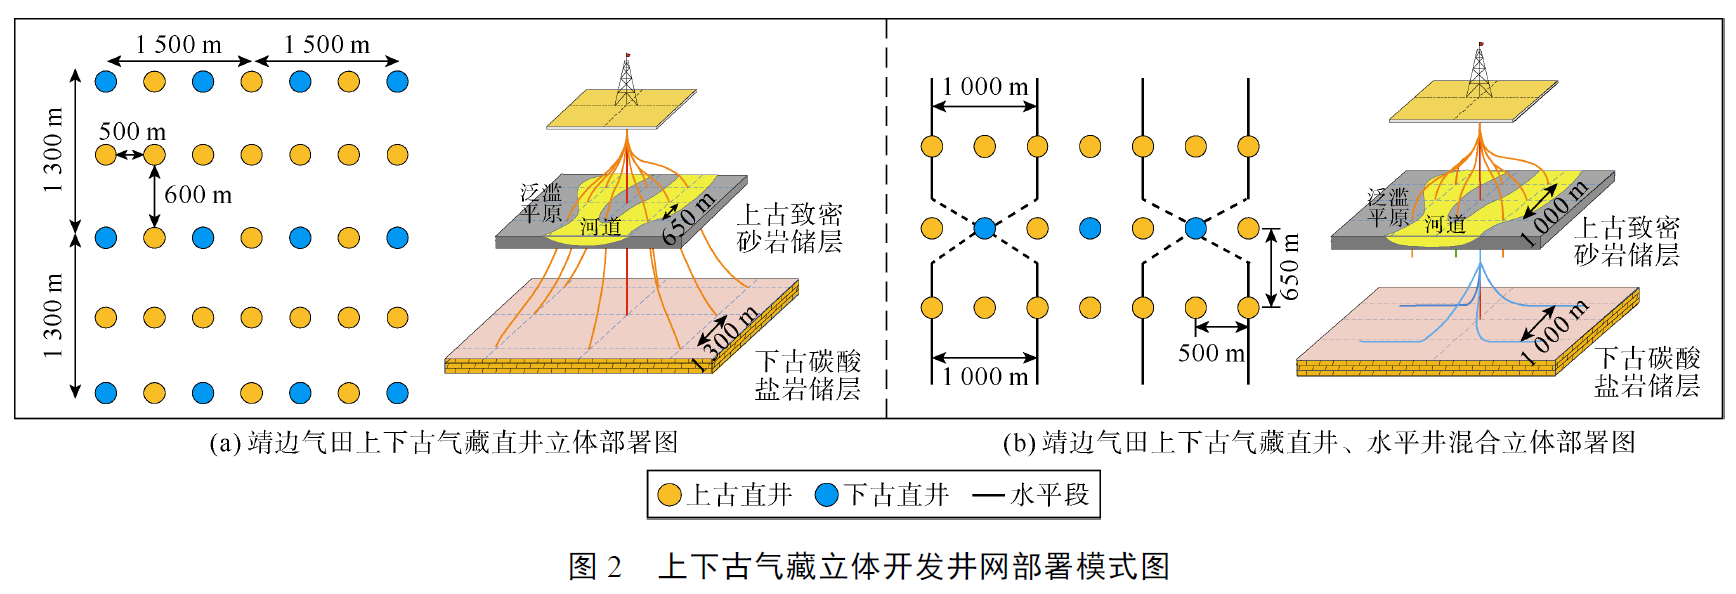 1 500 m
1 500 m
1 300 m
500 m
600 m
1 300 m
泛滥
平原
河道
650 m
上古致密
砂岩储层
1 300 m
下古碳酸
盐岩储层
(a) 靖边气田上下古气藏直井立体部署图
1 000 m
650 m
500 m
1 000 m
泛滥
平原
河道
1 000 m
上古致密
砂岩储层
1 000 m
下古碳酸
盐岩储层
(b) 靖边气田上下古气藏直井、水平井混合立体部署图
上古直井 下古直井 水平段
图 2 上下古气藏立体开发井网部署模式图